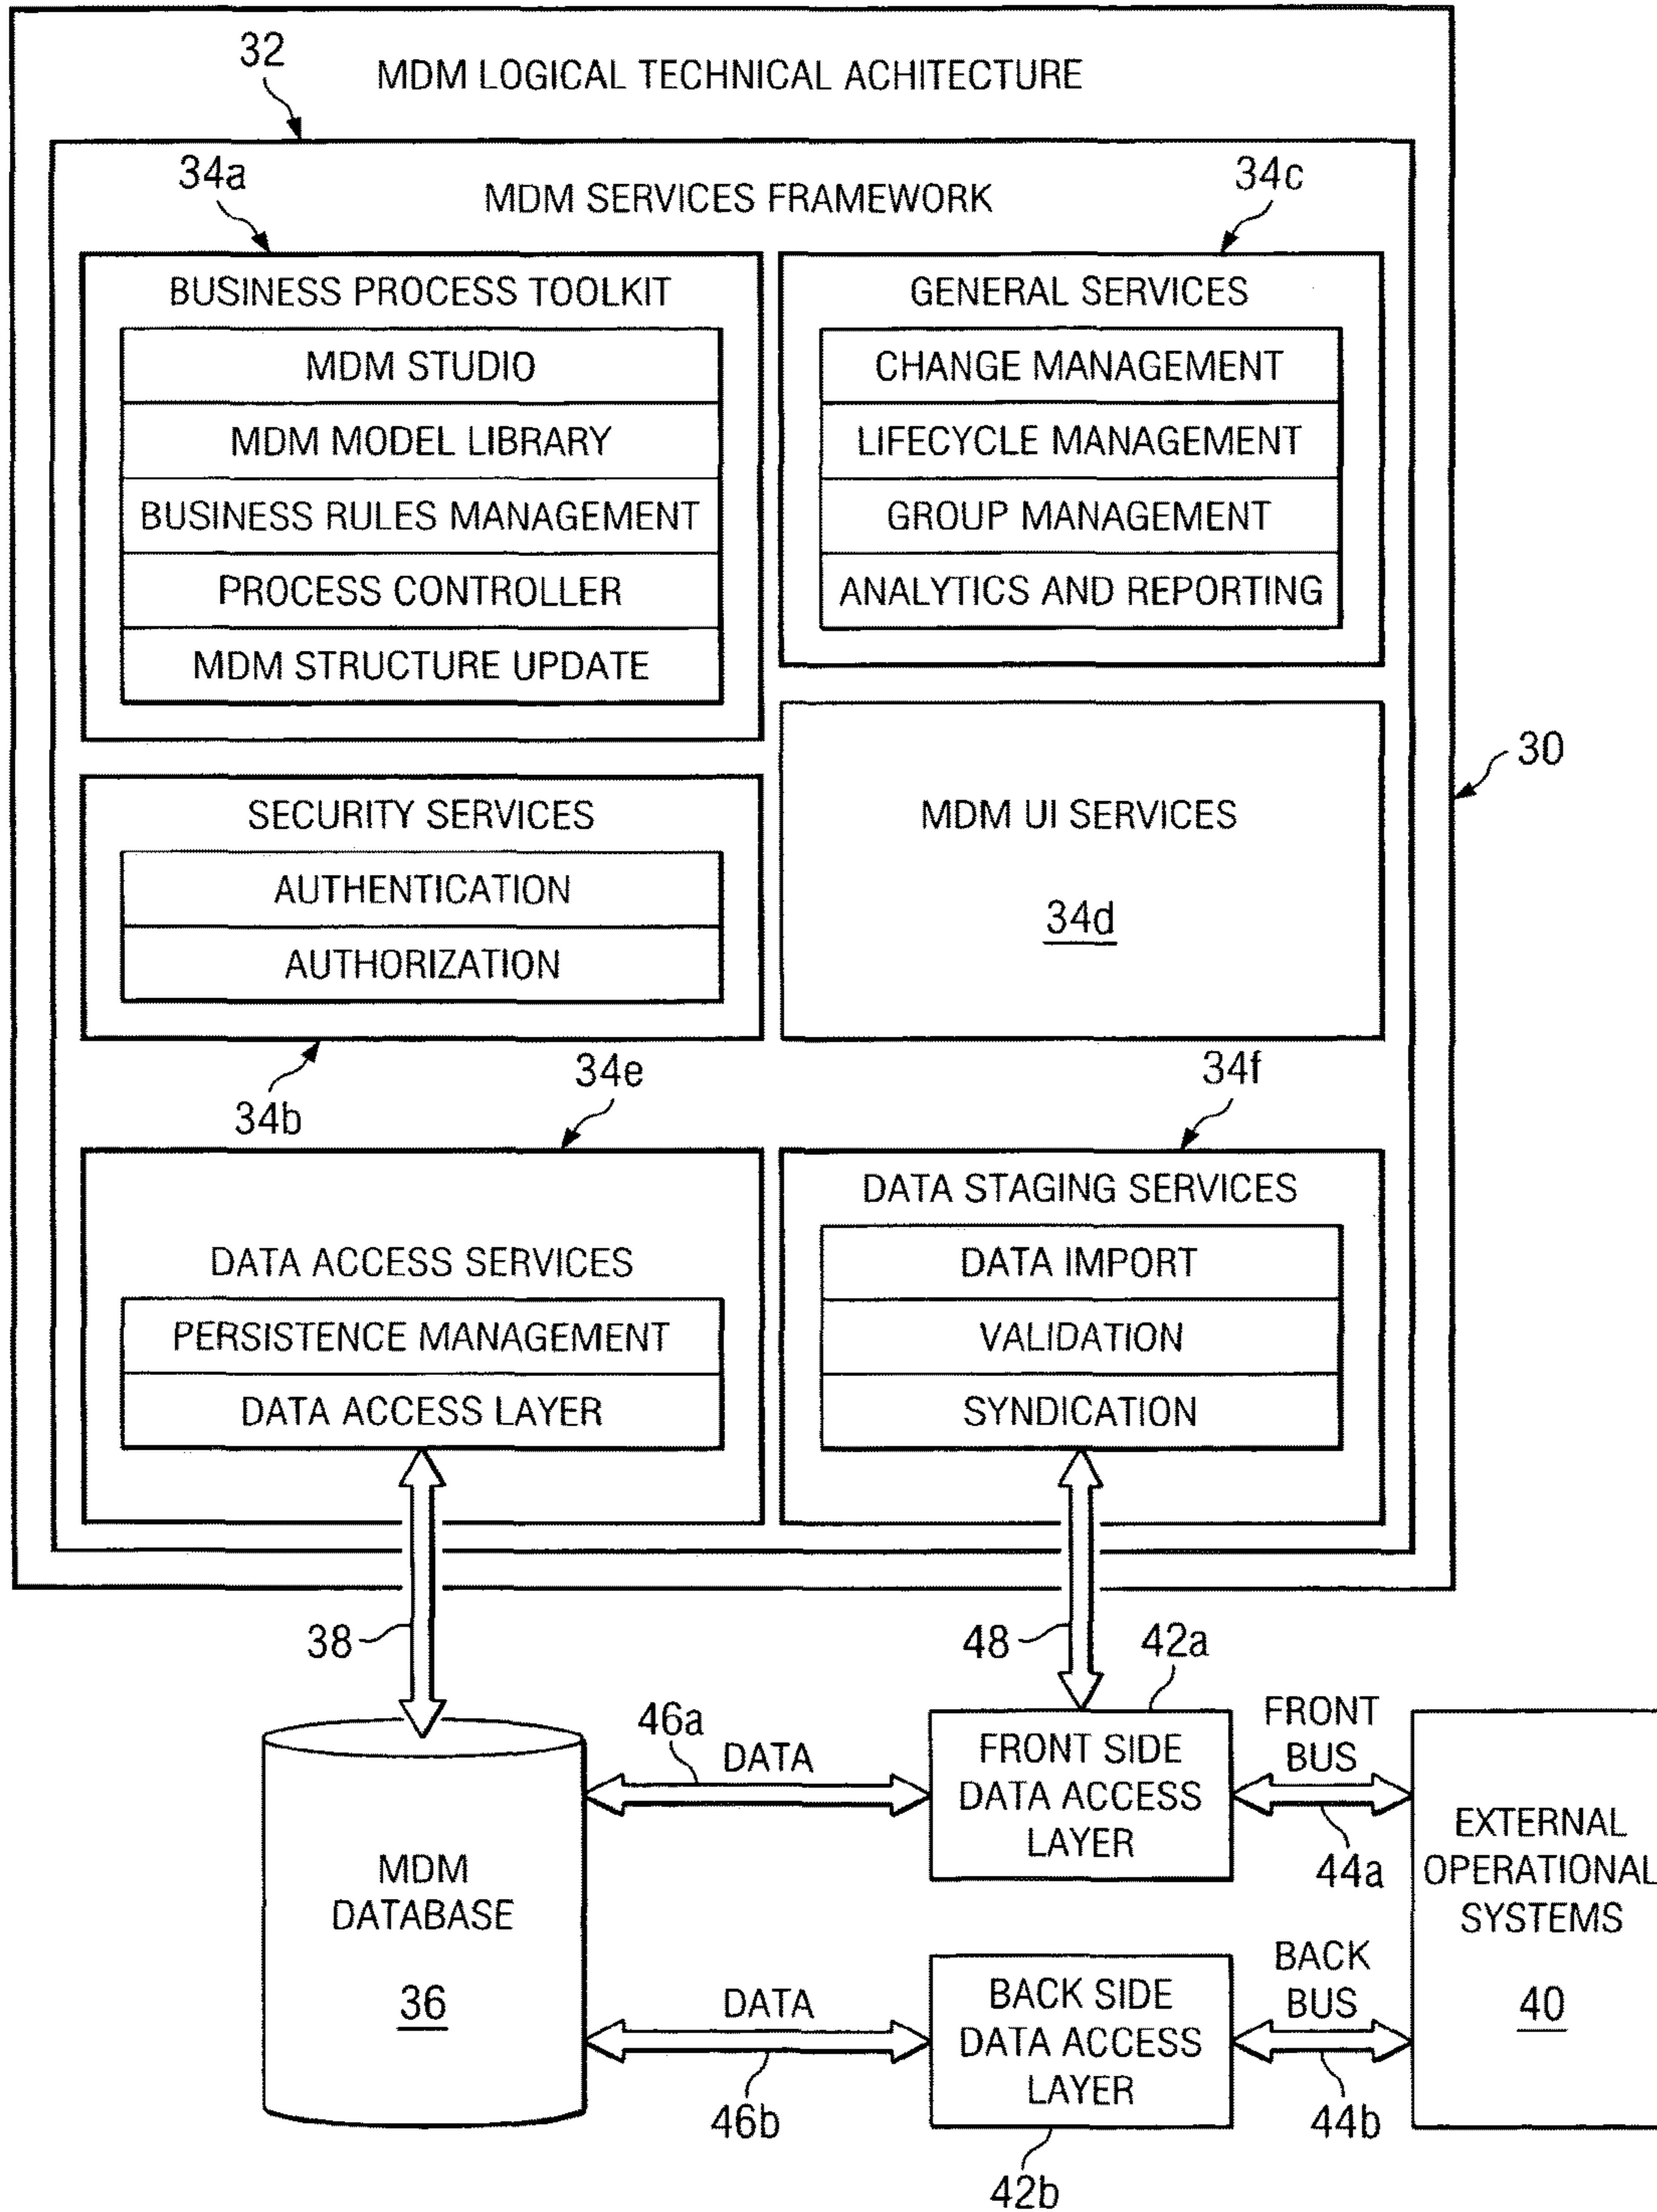 32
MDM LOGICAL TECHNICAL ACHITECTURE
34a
MDM SERVICES FRAMEWORK
34c
BUSINESS PROCESS TOOLKIT
MDM STUDIO
MDM MODEL LIBRARY
BUSINESS RULES MANAGEMENT
PROCESS CONTROLLER
MDM STRUCTURE UPDATE
GENERAL SERVICES
CHANGE MANAGEMENT
LIFECYCLE MANAGEMENT
GROUP MANAGEMENT
ANALYTICS AND REPORTING
30
SECURITY SERVICES
AUTHENTICATION
AUTHORIZATION
34b
MDM UI SERVICES
34d
34e
DATA ACCESS SERVICES
PERSISTENCE MANAGEMENT
DATA ACCESS LAYER
34f
DATA STAGING SERVICES
DATA IMPORT
VALIDATION
SYNDICATION
38
48
42a
46a
DATA
FRONT SIDE
DATA ACCESS
LAYER
FRONT
BUS
44a
MDM
DATABASE
36
EXTERNAL
OPERATIONAL
SYSTEMS
40
DATA
46b
BACK SIDE
DATA ACCESS
LAYER
42b
BACK
BUS
44b